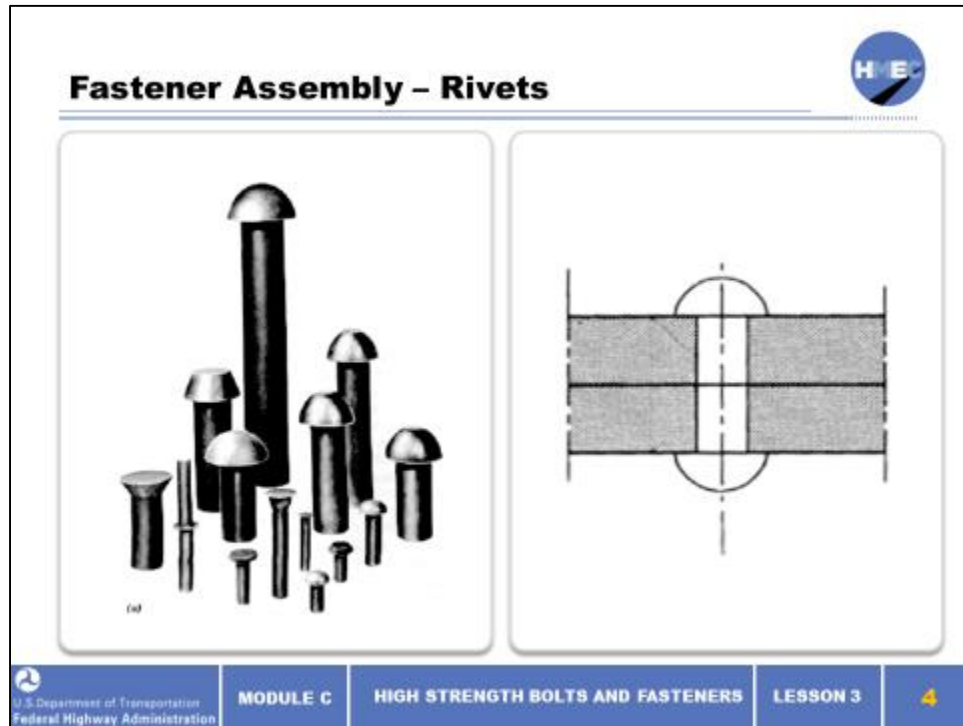 Fastener Assembly – Rivets
HMEC
(a)
U.S. Department of Transportation
Federal Highway Administration
MODULE C
HIGH STRENGTH BOLTS AND FASTENERS
LESSON 3
4